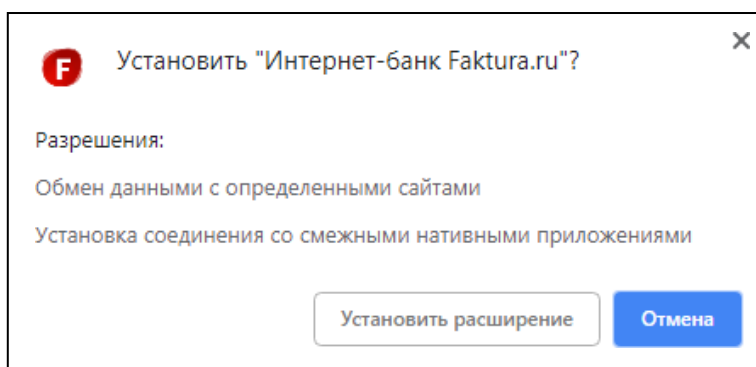 F
Установить "Интернет-банк Faktura.ru"?
Разрешения:
Обмен данными с определенными сайтами
Установка соединения со смежными нативными приложениями
Установить расширение
Отмена